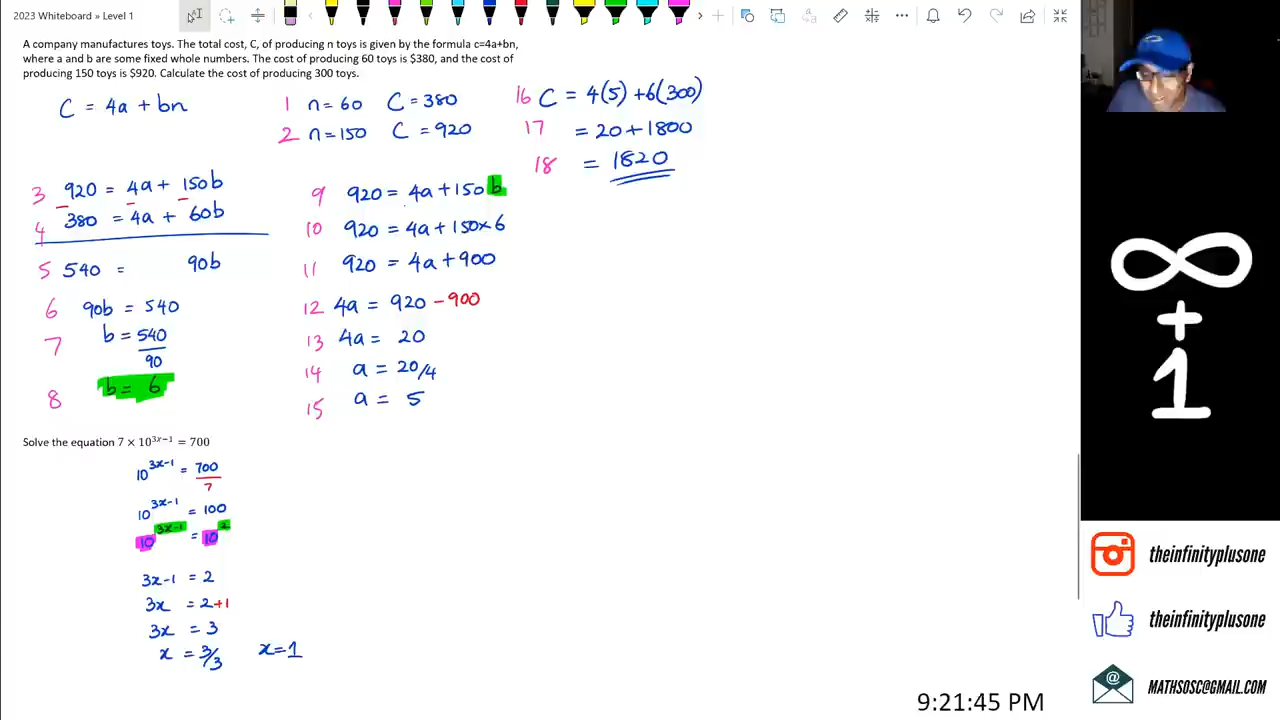 2023 Whiteboard » Level 1
A company manufactures toys. The total cost, C, of producing n toys is given by the formula c=4a+bn,
where a and b are some fixed whole numbers. The cost of producing 60 toys is $380, and the cost of
producing 150 toys is $920. Calculate the cost of producing 300 toys.
C = 4a + bn
1 n = 60 C = 380
2 n = 150 C = 920
3 920 = 4a + 150b
4 380 = 4a + 60b
5 540 = 90b
6 90b = 540
7 b = 540/90
8 b = 6
9 920 = 4a + 150b
10 920 = 4a + 150×6
11 920 = 4a + 900
12 4a = 920 - 900
13 4a = 20
14 a = 20/4
15 a = 5
16 C = 4(5) + 6(300)
17 = 20 + 1800
18 = 1820
Solve the equation 7 × 10^{3x−1} = 700
10^{3x-1} = 700/7
10^{3x-1} = 100
10^{3x-1} = 10^2
3x-1 = 2
3x = 2+1
3x = 3
x = 3/3 x=1
∞
+
1
theinfinityplusone
theinfinityplusone
@ MATHSOSC@GMAIL.COM
9:21:45 PM